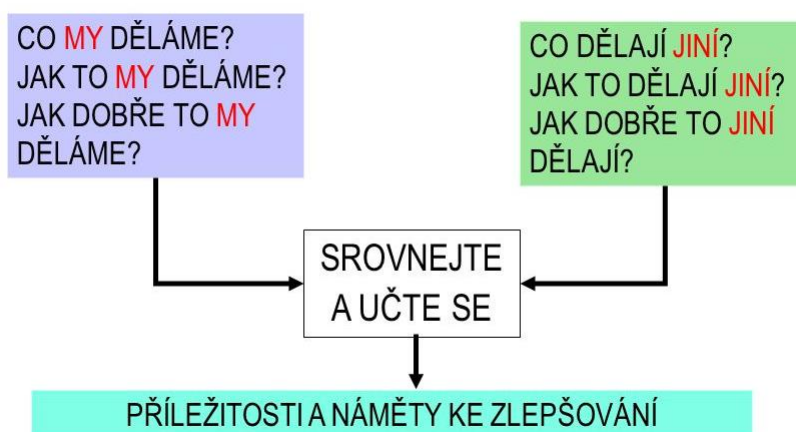 CO MY DĚLÁME?
JAK TO MY DĚLÁME?
JAK DOBŘE TO MY
DĚLÁME?
CO DĚLAJÍ JINÍ?
JAK TO DĚLAJÍ JINÍ?
JAK DOBŘE TO JINÍ
DĚLAJÍ?
SROVNEJTE
A UČTE SE
PŘÍLEŽITOSTI A NÁMĚTY KE ZLEPŠOVÁNÍ